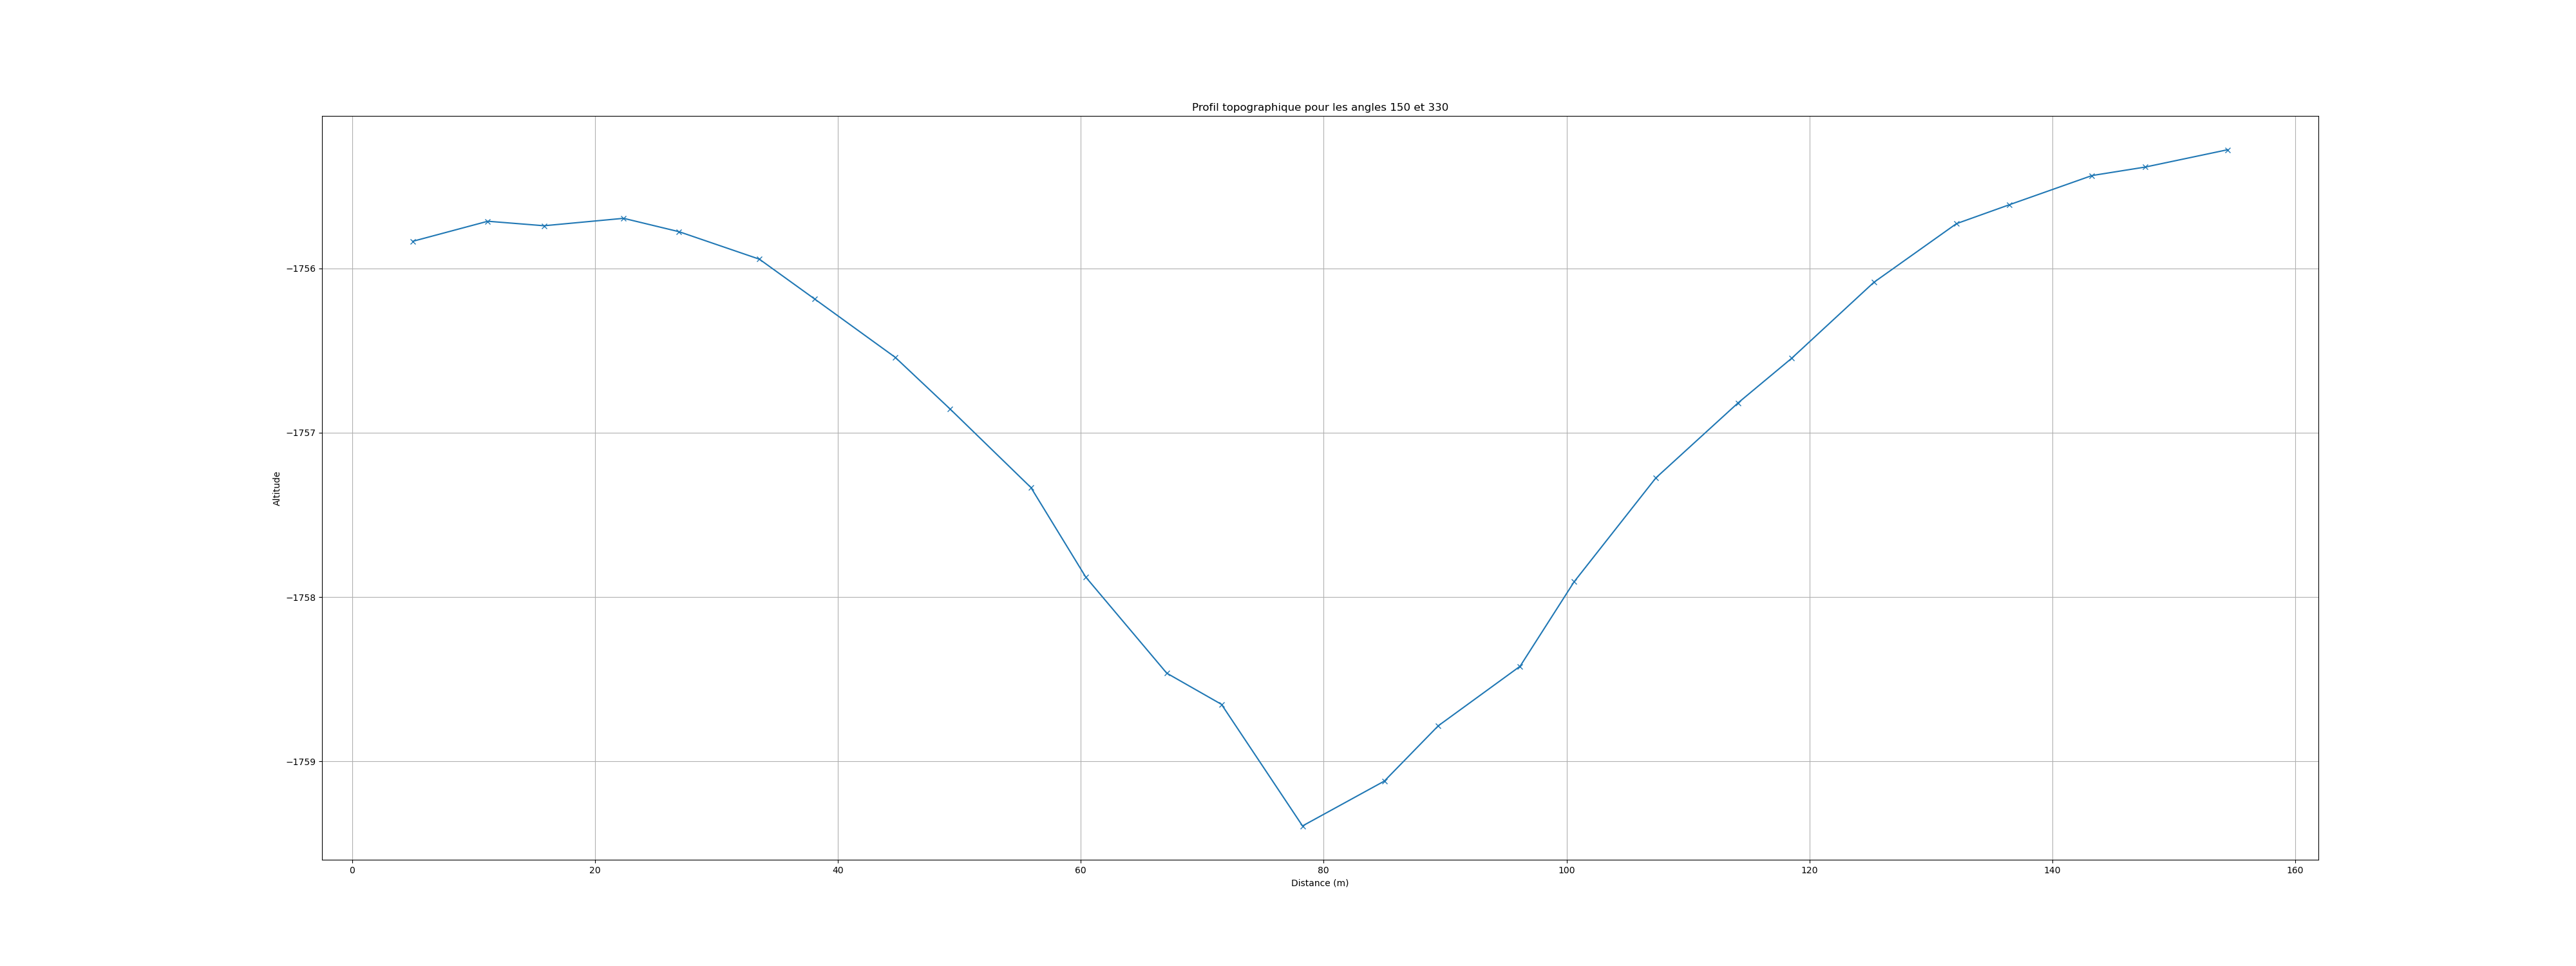 Profil topographique pour les angles 150 et 330
−1756
−1757
−1758
−1759
Altitude
0 20 40 60 80 100 120 140 160
Distance (m)